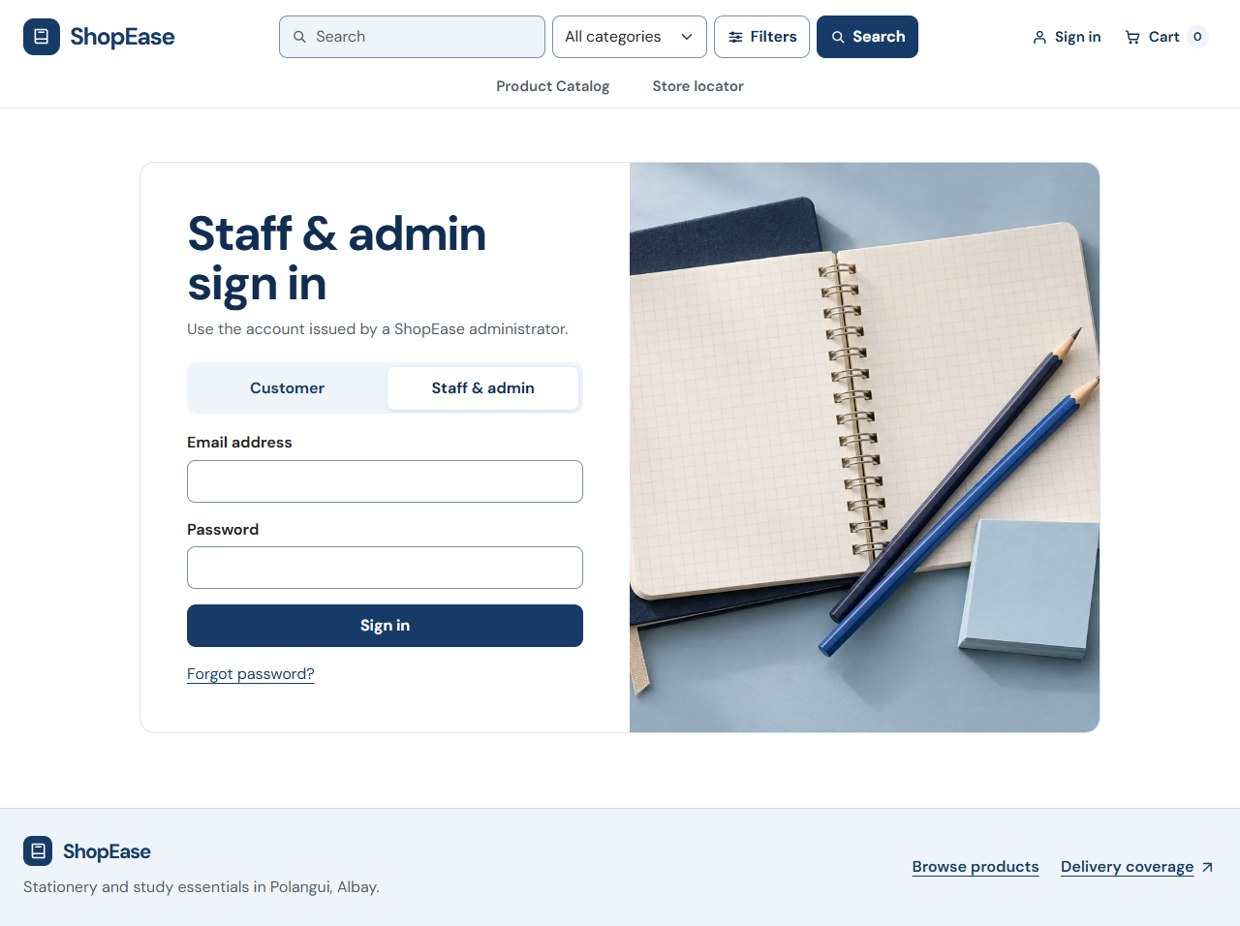 ShopEase
Search
All categories
Filters
Search
Sign in
Cart 0
Product Catalog
Store locator
Staff & admin
sign in
Use the account issued by a ShopEase administrator.
Customer
Staff & admin
Email address
Password
Sign in
Forgot password?
ShopEase
Stationery and study essentials in Polangui, Albay.
Browse products
Delivery coverage